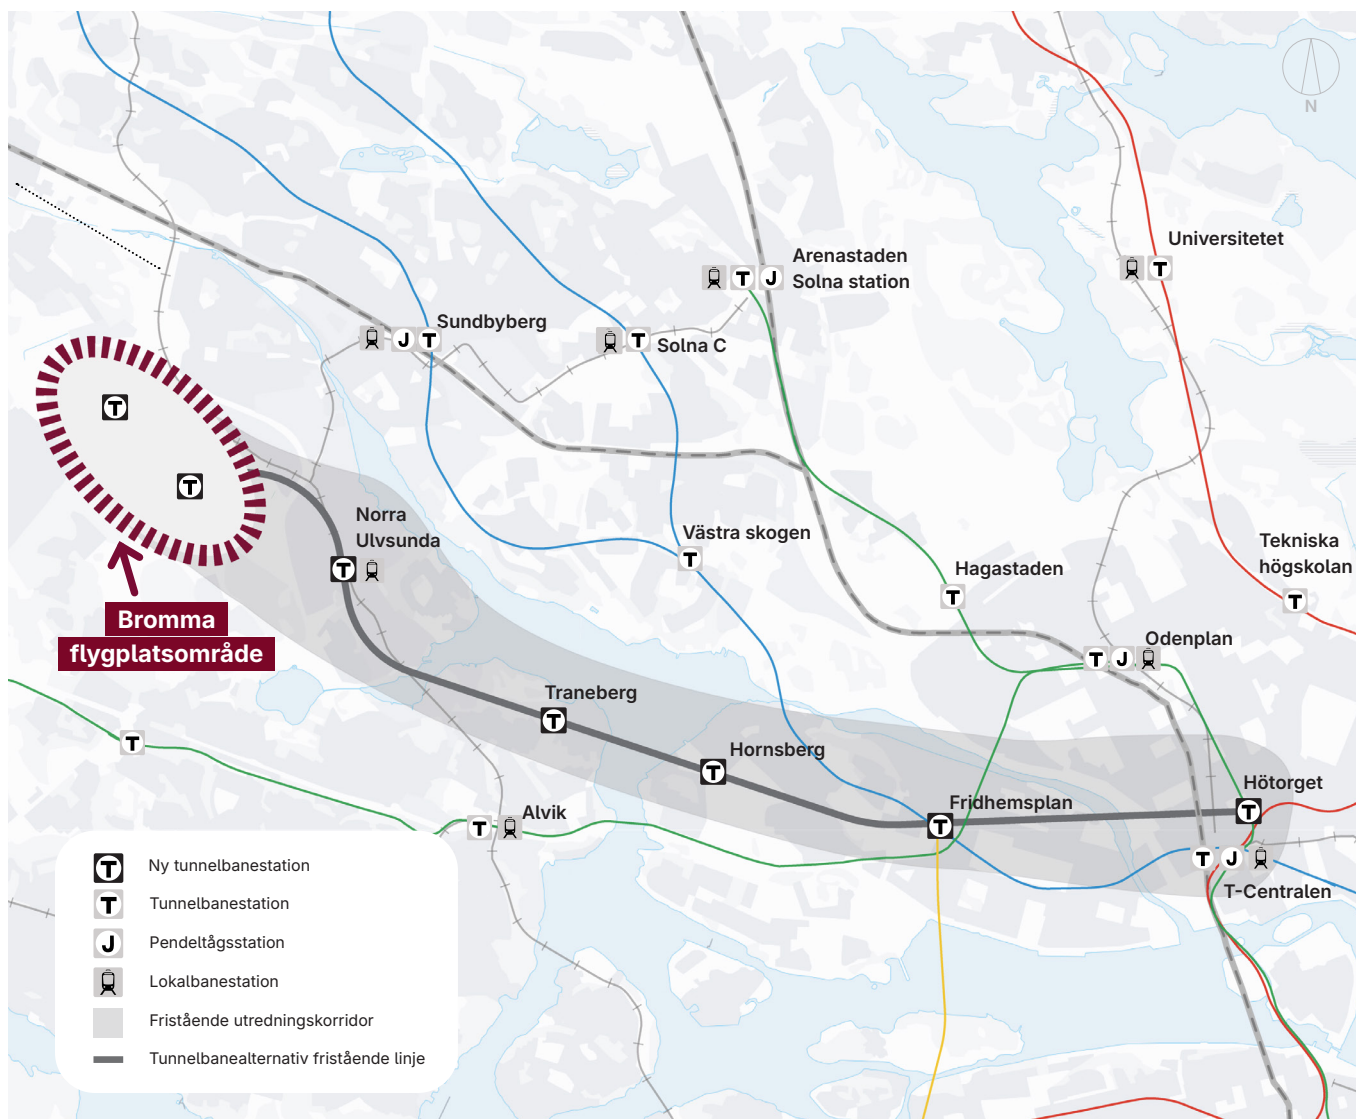 N
Universitetet
Arenastaden
Solna station
Sundbyberg
Solna C
Norra
Ulvsunda
Västra skogen
Tekniska
högskolan
Hagastaden
Bromma
flygplatsområde
Odenplan
Traneberg
Hornsberg
Hötorget
Fridhemsplan
Alvik
T-Centralen
T Ny tunnelbanestation
T Tunnelbanestation
J Pendeltågsstation
Lokalbanestation
Fristående utredningskorridor
Tunnelbanealternativ fristående linje